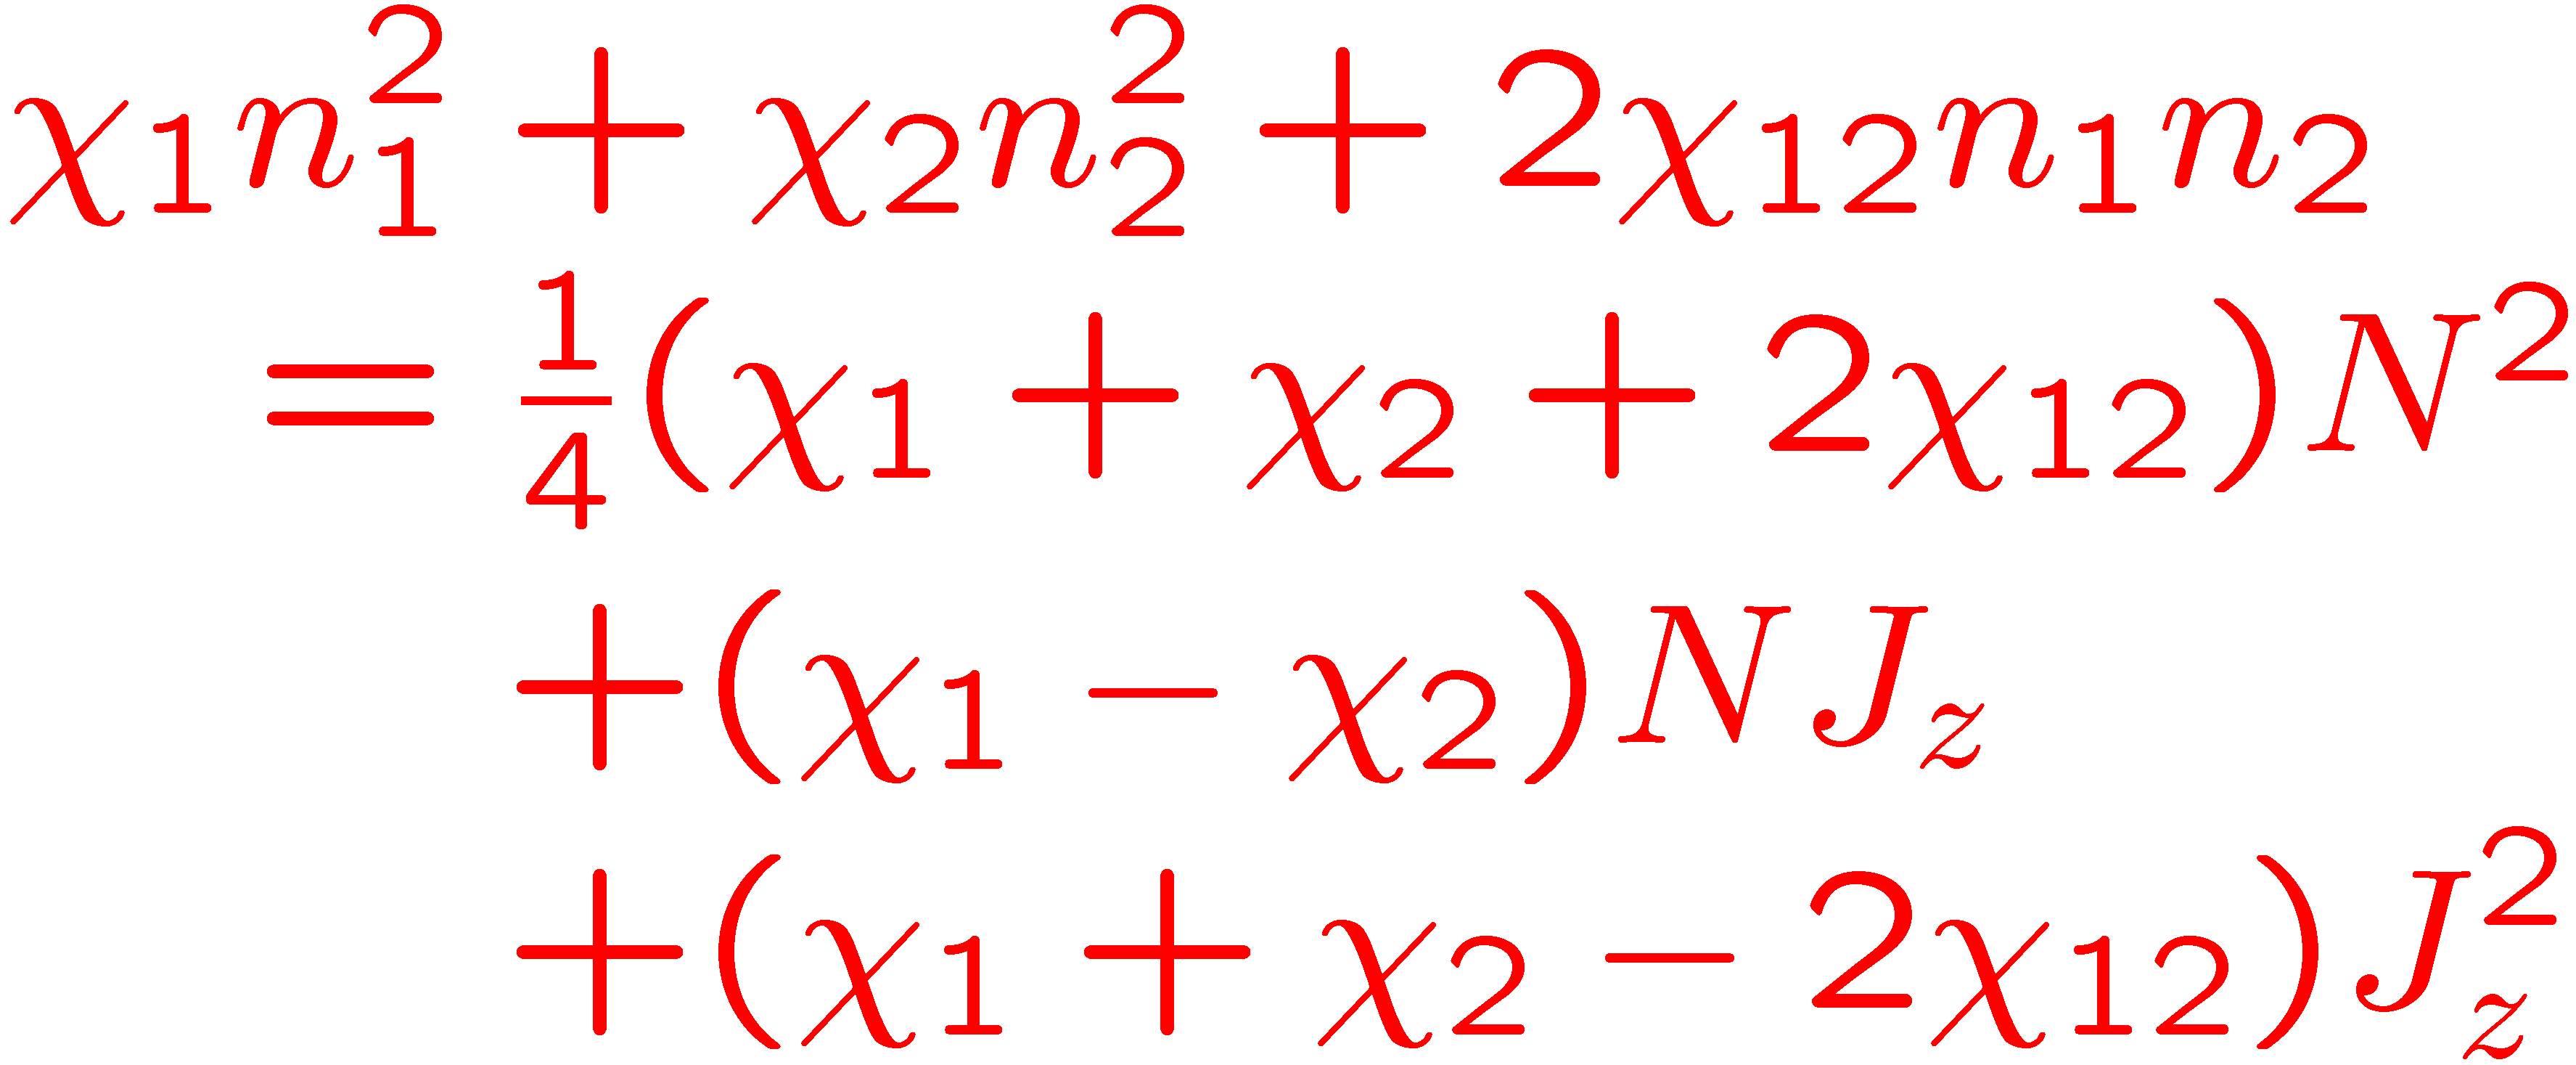 χ₁n₁² + χ₂n₂² + 2χ₁₂n₁n₂
= ¼(χ₁ + χ₂ + 2χ₁₂)N²
+(χ₁ − χ₂)NJ_z
+(χ₁ + χ₂ − 2χ₁₂)J_z²